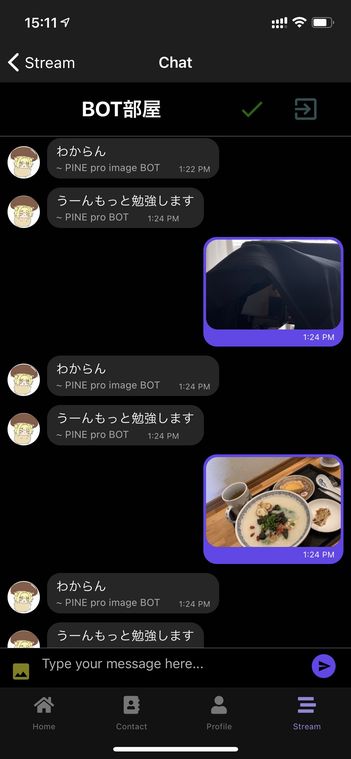 15:11
Stream
Chat
BOT部屋
わからん
~ PINE pro image BOT 1:22 PM
うーんもっと勉強します
~ PINE pro BOT 1:24 PM
1:24 PM
わからん
~ PINE pro image BOT 1:24 PM
うーんもっと勉強します
~ PINE pro BOT 1:24 PM
1:24 PM
わからん
~ PINE pro image BOT 1:24 PM
うーんもっと勉強します
Type your message here...
Home
Contact
Profile
Stream